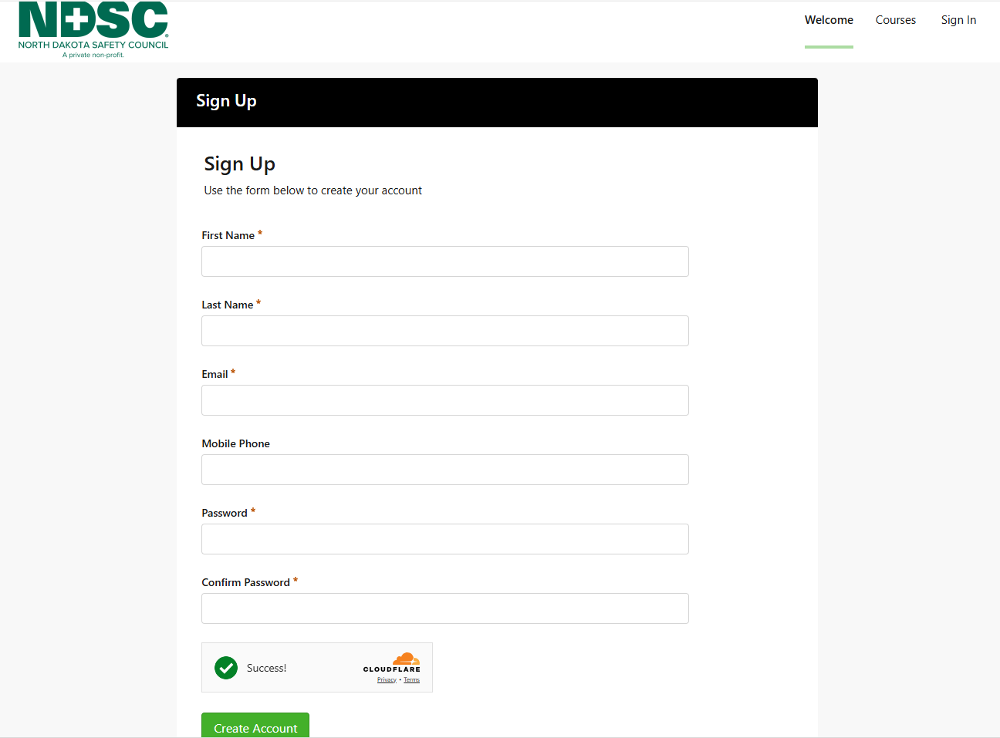 NDSC®
NORTH DAKOTA SAFETY COUNCIL
A private non-profit.
Welcome Courses Sign In
Sign Up
Sign Up
Use the form below to create your account
First Name *
Last Name *
Email *
Mobile Phone
Password *
Confirm Password *
Success!
CLOUDFLARE
Privacy • Terms
Create Account